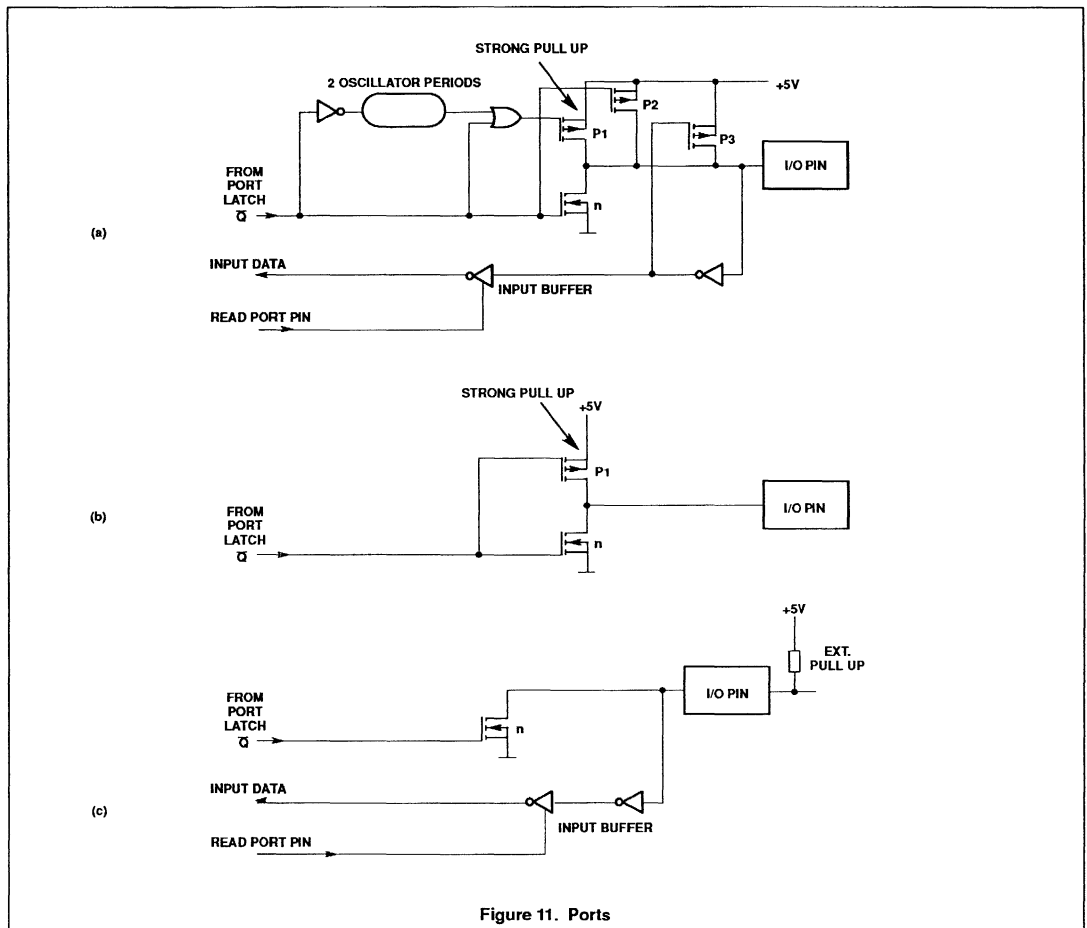 STRONG PULL UP
2 OSCILLATOR PERIODS
+5V
P2
P1
P3
I/O PIN
FROM
PORT
LATCH
Q̅
n
(a)
INPUT DATA
INPUT BUFFER
READ PORT PIN
STRONG PULL UP
+5V
P1
I/O PIN
(b)
FROM
PORT
LATCH
Q̅
n
+5V
EXT.
PULL UP
I/O PIN
FROM
PORT
LATCH
Q̅
n
INPUT DATA
(c)
INPUT BUFFER
READ PORT PIN
Figure 11. Ports